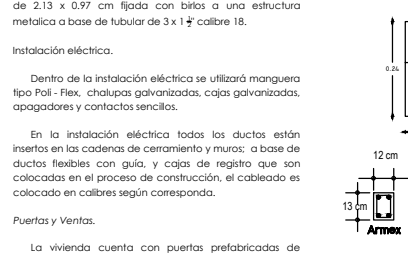 de 2.13 x 0.97 cm fijada con birlos a una estructura
metalica a base de tubular de 3 x 1 ½" calibre 18.
Instalación eléctrica.
Dentro de la instalación eléctrica se utilizará manguera
tipo Poli - Flex, chalupas galvanizadas, cajas galvanizadas,
apagadores y contactos sencillos.
En la instalación eléctrica todos los ductos están
insertos en las cadenas de cerramiento y muros; a base de
ductos flexibles con guía, y cajas de registro que son
colocadas en el proceso de construcción, el cableado es
colocado en calibres según corresponda.
Puertas y Ventas.
La vivienda cuenta con puertas prefabricadas de
0.26
12 cm
13 cm
Armex